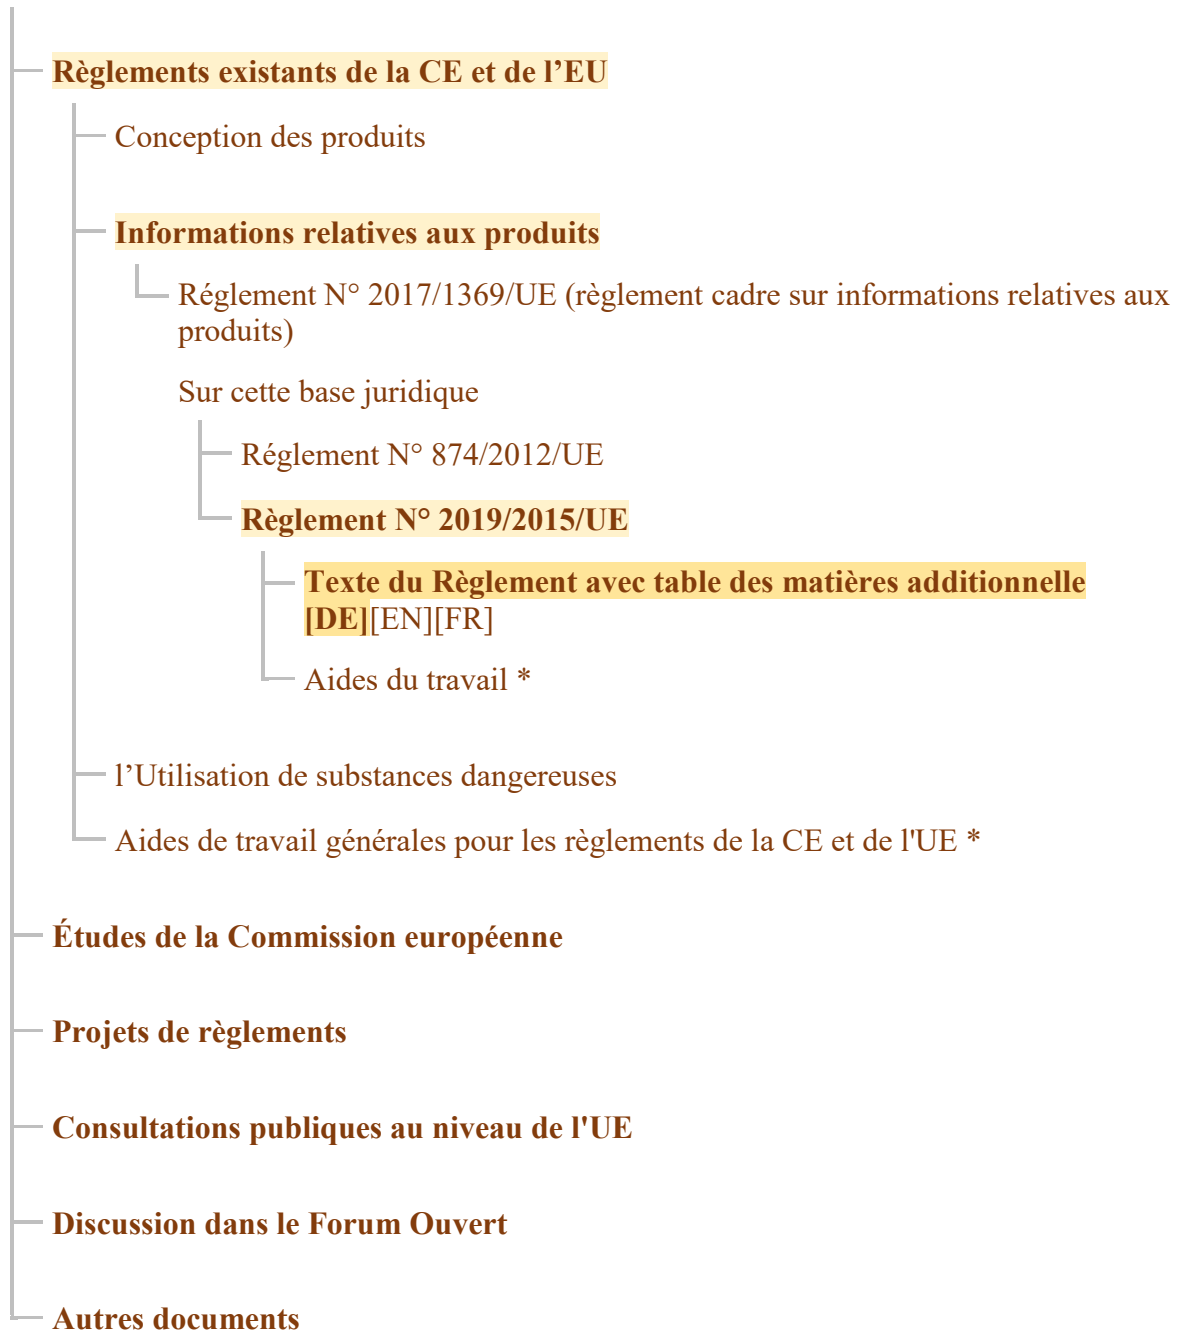 Règlements existants de la CE et de l’EU
Conception des produits
Informations relatives aux produits
Réglement N° 2017/1369/UE (règlement cadre sur informations relatives aux
produits)
Sur cette base juridique
Réglement N° 874/2012/UE
Règlement N° 2019/2015/UE
Texte du Règlement avec table des matières additionnelle
[DE][EN][FR]
Aides du travail *
l’Utilisation de substances dangereuses
Aides de travail générales pour les règlements de la CE et de l'UE *
Études de la Commission européenne
Projets de règlements
Consultations publiques au niveau de l'UE
Discussion dans le Forum Ouvert
Autres documents